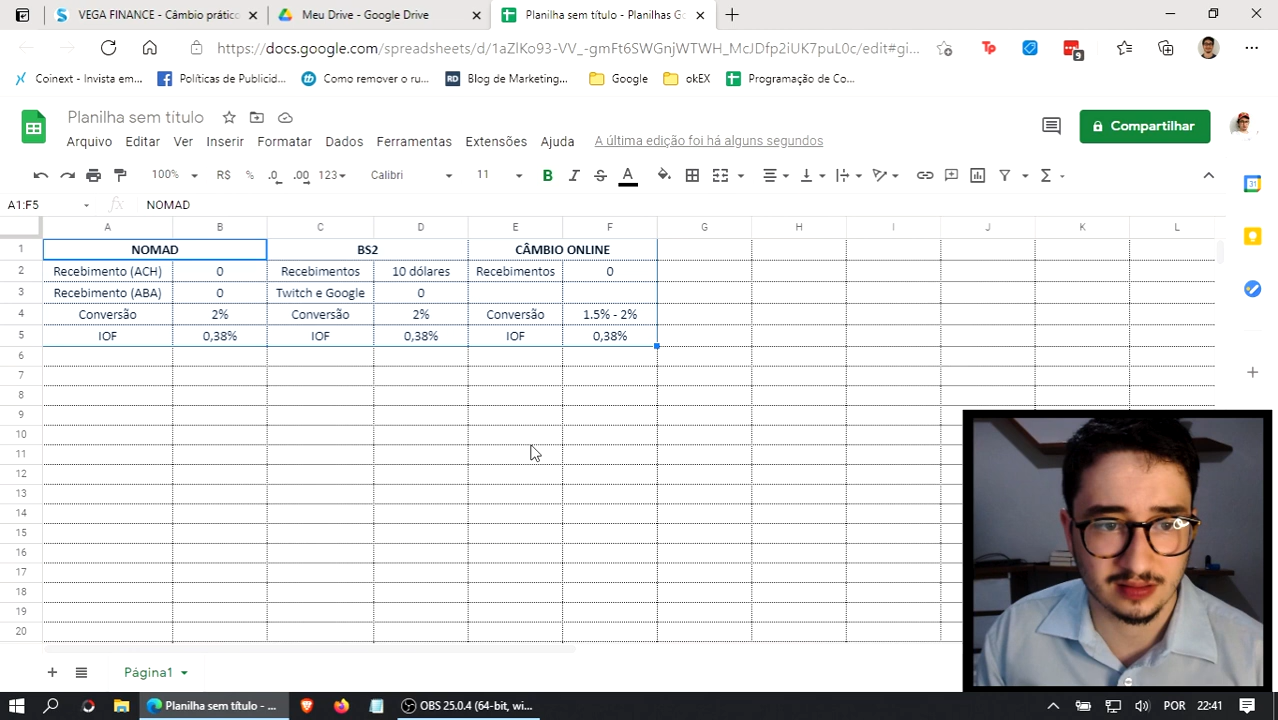 VEGA FINANCE - Câmbio prático
Meu Drive - Google Drive
Planilha sem título - Planilhas Go
https://docs.google.com/spreadsheets/d/1aZlKo93-VV_-gmFt6SWGnjWTWH_McJDfp2iUK7puL0c/edit#gi...
9
Coinext - Invista em...
Políticas de Publicid...
Como remover o ru...
RD Blog de Marketing...
Google
okEX
Programação de Co...
Planilha sem título
Arquivo Editar Ver Inserir Formatar Dados Ferramentas Extensões Ajuda A última edição foi há alguns segundos
Compartilhar
100% R$ % .0 .00 123 Calibri 11 B I S A Σ
A1:F5 fx NOMAD
A B C D E F G H I J K L
1 NOMAD BS2 CÂMBIO ONLINE
2 Recebimento (ACH) 0 Recebimentos 10 dólares Recebimentos 0
3 Recebimento (ABA) 0 Twitch e Google 0
4 Conversão 2% Conversão 2% Conversão 1.5% - 2%
5 IOF 0,38% IOF 0,38% IOF 0,38%
6
7
8
9
10
11
12
13
14
15
16
17
18
19
20
31
Página1
Planilha sem título - ...
OBS 25.0.4 (64-bit, wi...
POR 22:41